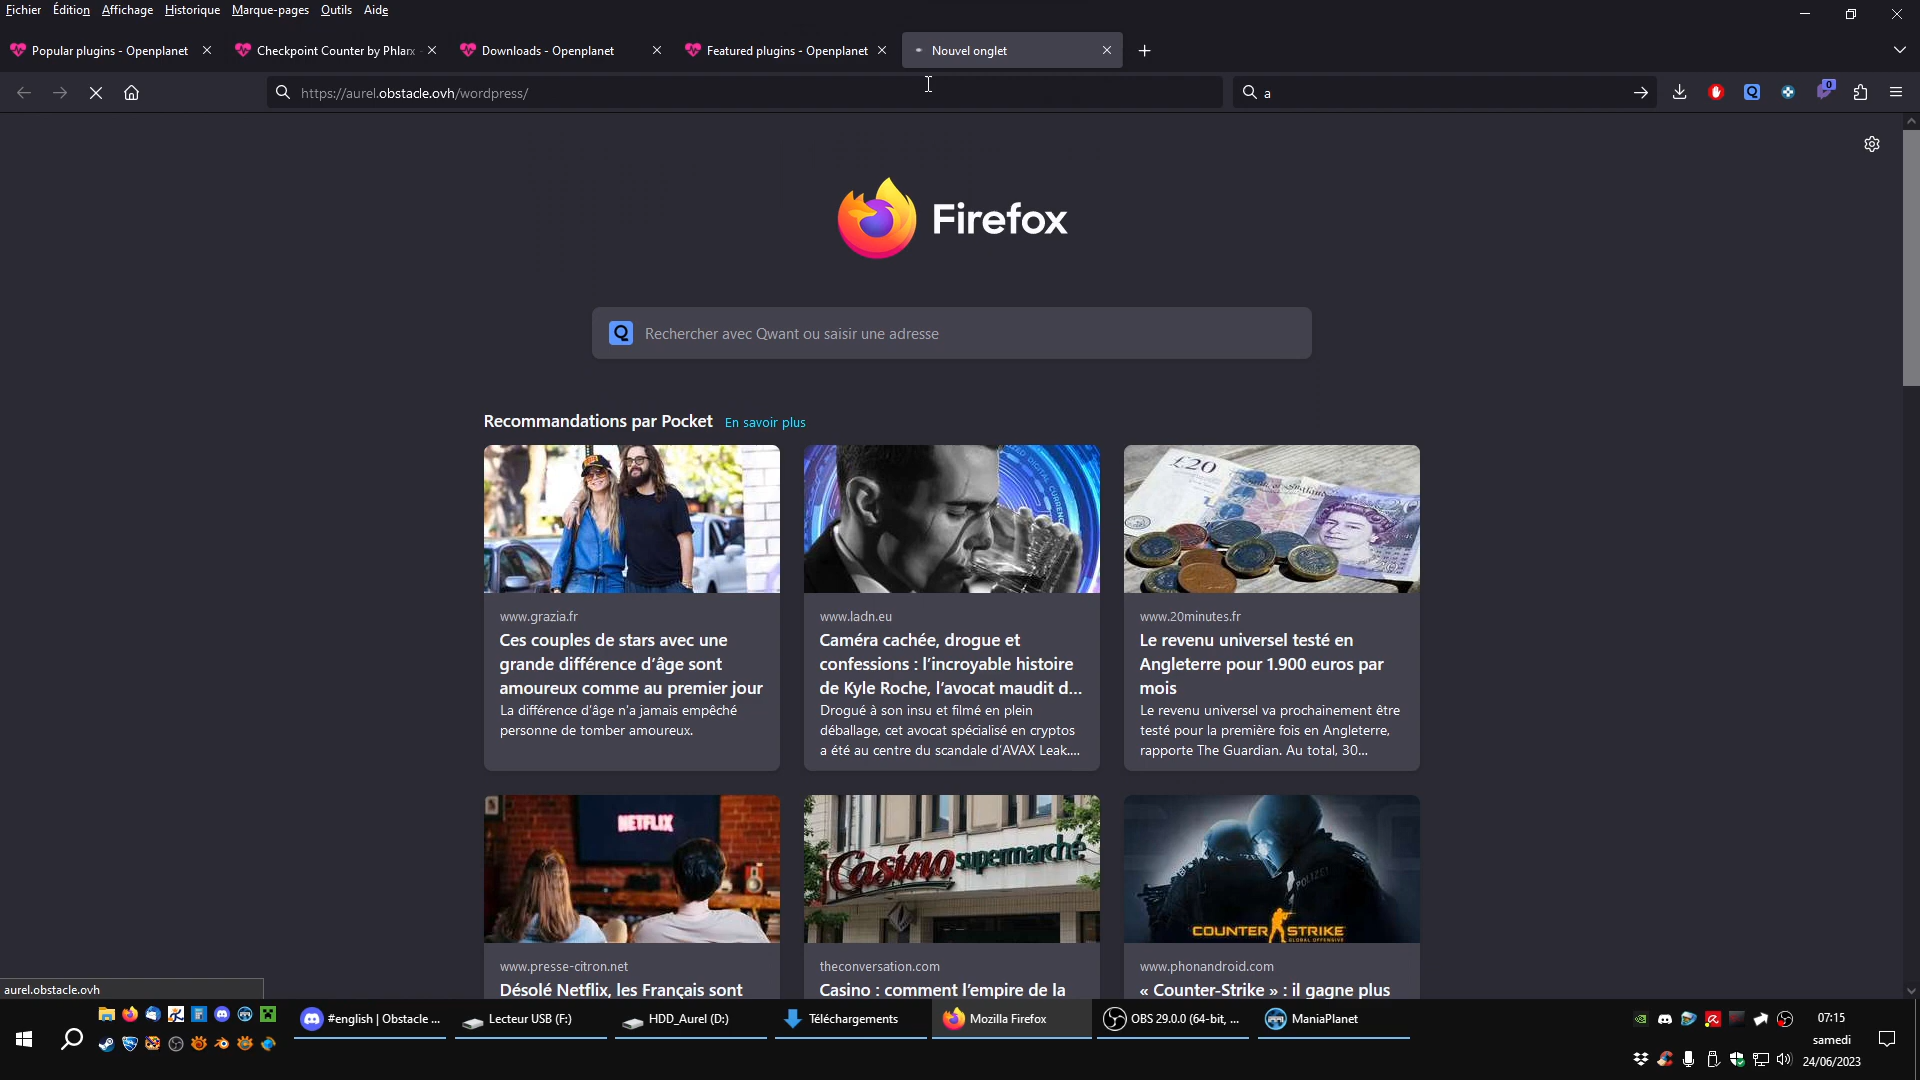 Fichier Édition Affichage Historique Marque-pages Outils Aide
Popular plugins - Openplanet
Checkpoint Counter by Phlarx
Downloads - Openplanet
Featured plugins - Openplanet
Nouvel onglet
https://aurel.obstacle.ovh/wordpress/
a
0
Firefox
Q Rechercher avec Qwant ou saisir une adresse
Recommandations par Pocket En savoir plus
www.grazia.fr
Ces couples de stars avec une
grande différence d’âge sont
amoureux comme au premier jour
La différence d’âge n’a jamais empêché
personne de tomber amoureux.
www.ladn.eu
Caméra cachée, drogue et
confessions : l’incroyable histoire
de Kyle Roche, l’avocat maudit d...
Drogué à son insu et filmé en plein
déballage, cet avocat spécialisé en cryptos
a été au centre du scandale d’AVAX Leak....
£20
www.20minutes.fr
Le revenu universel testé en
Angleterre pour 1.900 euros par
mois
Le revenu universel va prochainement être
testé pour la première fois en Angleterre,
rapporte The Guardian. Au total, 30...
NETFLIX
www.presse-citron.net
Désolé Netflix, les Français sont
Casino supermarché
theconversation.com
Casino : comment l’empire de la
POLIZEI
COUNTER STRIKE
GLOBAL OFFENSIVE
www.phonandroid.com
« Counter-Strike » : il gagne plus
aurel.obstacle.ovh
#english | Obstacle ...
Lecteur USB (F:)
HDD_Aurel (D:)
Téléchargements
Mozilla Firefox
OBS 29.0.0 (64-bit, ...
ManiaPlanet
07:15
samedi
24/06/2023